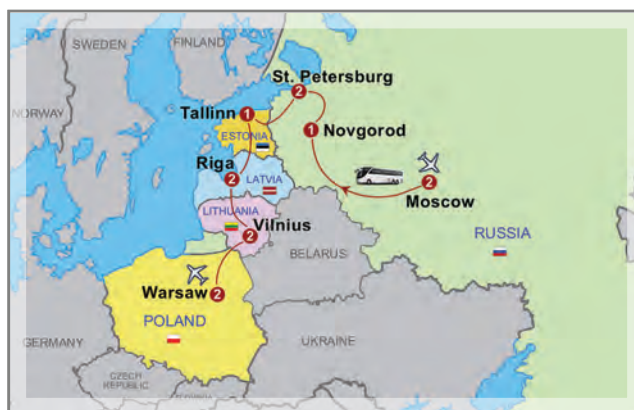 SWEDEN
FINLAND
NORWAY
St. Petersburg
2
Tallinn
1
ESTONIA
1
Novgorod
Riga
2
LATVIA
2
Moscow
LITHUANIA
Vilnius
2
RUSSIA
BELARUS
Warsaw
2
POLAND
GERMANY
UKRAINE
CZECH
REPUBLIC